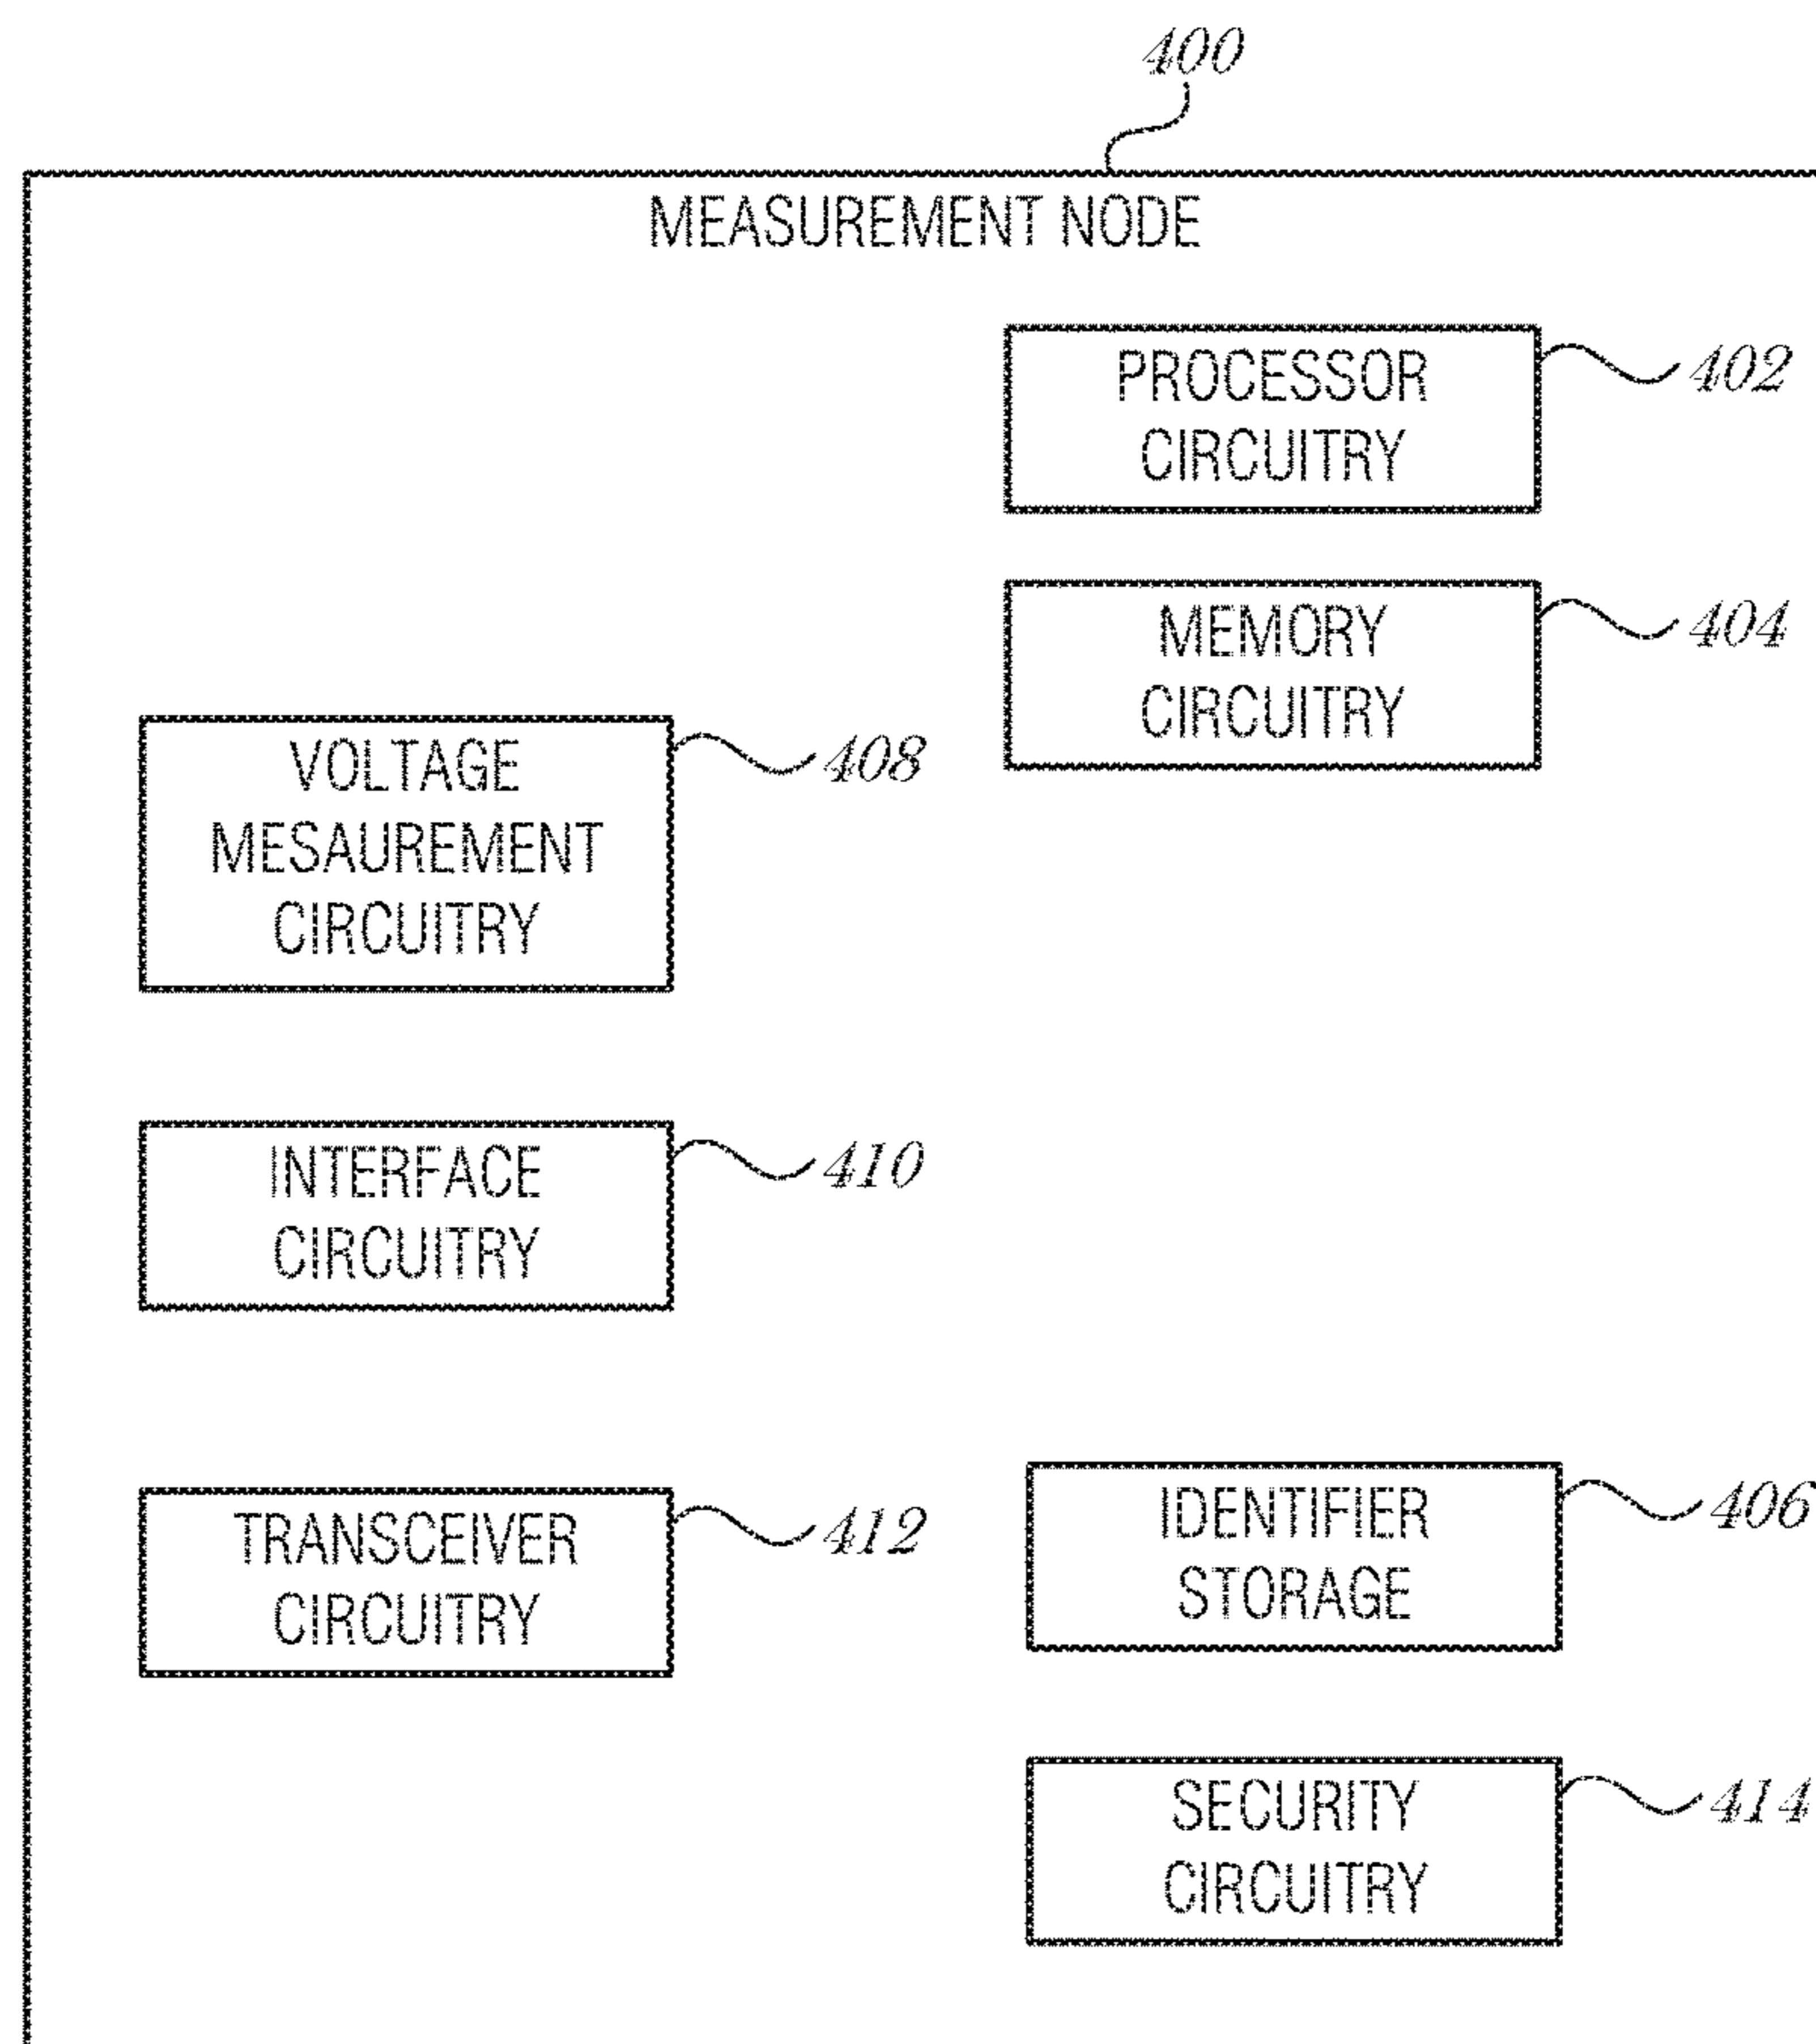 400
MEASUREMENT NODE
PROCESSOR
CIRCUITRY
402
MEMORY
CIRCUITRY
404
VOLTAGE
MESAUREMENT
CIRCUITRY
408
INTERFACE
CIRCUITRY
410
TRANSCEIVER
CIRCUITRY
412
IDENTIFIER
STORAGE
406
SECURITY
CIRCUITRY
414